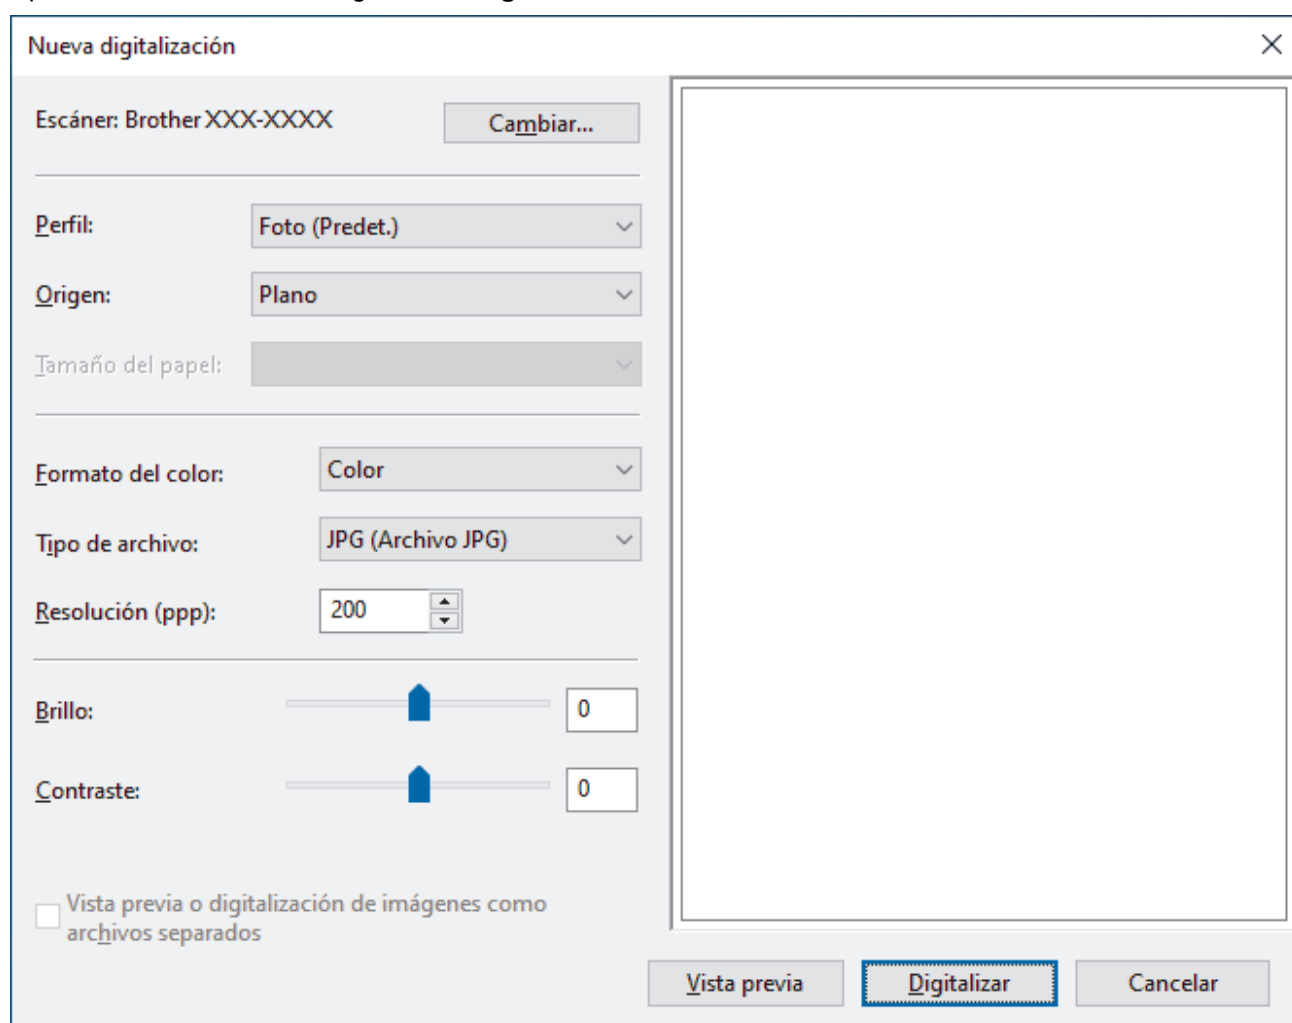 Nueva digitalización
Escáner: Brother XXX-XXXX
Cambiar...
Perfil:
Foto (Predet.)
Origen:
Plano
Tamaño del papel:
Formato del color:
Color
Tipo de archivo:
JPG (Archivo JPG)
Resolución (ppp):
200
Brillo:
0
Contraste:
0
Vista previa o digitalización de imágenes como
archivos separados
Vista previa
Digitalizar
Cancelar